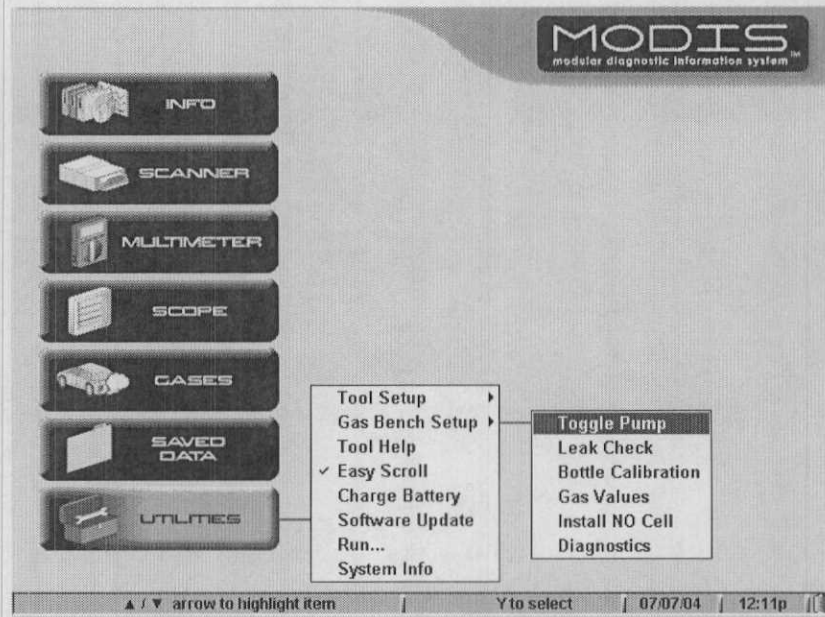 MODIS™
modular diagnostic information system
INFO
SCANNER
MULTIMETER
SCOPE
GASES
SAVED
DATA
UTILITIES
Tool Setup
Gas Bench Setup
Tool Help
✓ Easy Scroll
Charge Battery
Software Update
Run...
System Info
Toggle Pump
Leak Check
Bottle Calibration
Gas Values
Install NO Cell
Diagnostics
▲ / ▼ arrow to highlight item | Y to select | 07/07/04 | 12:11p